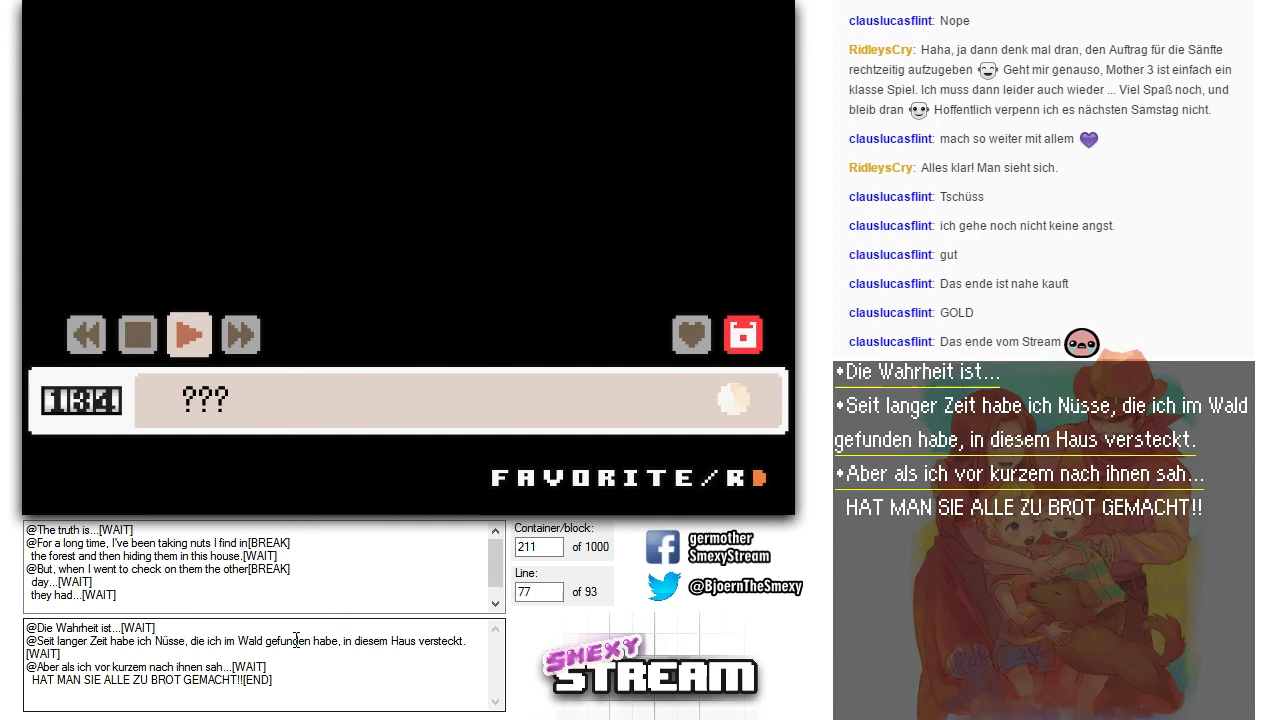 clauslucasflint: Nope
RidleysCry: Haha, ja dann denk mal dran, den Auftrag für die Sänfte
rechtzeitig aufzugeben Geht mir genauso, Mother 3 ist einfach ein
klasse Spiel. Ich muss dann leider auch wieder ... Viel Spaß noch, und
bleib dran Hoffentlich verpenn ich es nächsten Samstag nicht.
clauslucasflint: mach so weiter mit allem
RidleysCry: Alles klar! Man sieht sich.
clauslucasflint: Tschüss
clauslucasflint: ich gehe noch nicht keine angst.
clauslucasflint: gut
clauslucasflint: Das ende ist nahe kauft
clauslucasflint: GOLD
clauslucasflint: Das ende vom Stream
???
FAVORITE/R
•Die Wahrheit ist...
•Seit langer Zeit habe ich Nüsse, die ich im Wald
gefunden habe, in diesem Haus versteckt.
•Aber als ich vor kurzem nach ihnen sah...
HAT MAN SIE ALLE ZU BROT GEMACHT!!
@The truth is...[WAIT]
@For a long time, I've been taking nuts I find in[BREAK]
the forest and then hiding them in this house.[WAIT]
@But, when I went to check on them the other[BREAK]
day...[WAIT]
they had...[WAIT]
@Die Wahrheit ist...[WAIT]
@Seit langer Zeit habe ich Nüsse, die ich im Wald gefunden habe, in diesem Haus versteckt.
[WAIT]
@Aber als ich vor kurzem nach ihnen sah...[WAIT]
HAT MAN SIE ALLE ZU BROT GEMACHT!![END]
Container/block:
211 of 1000
Line:
77 of 93
germother
SmexyStream
@BjoernTheSmexy
SMEXY
STREAM